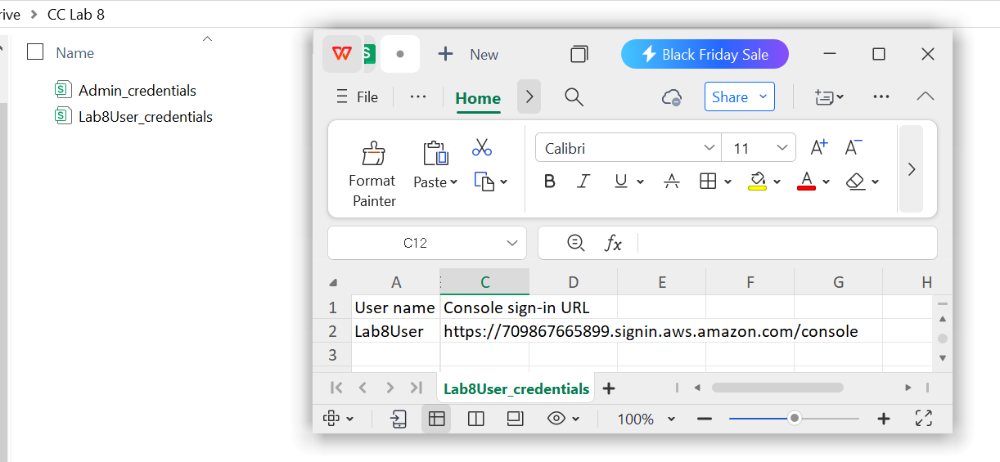 rive > CC Lab 8
Name
Admin_credentials
Lab8User_credentials
New
Black Friday Sale
File
Home
Share
Format Painter
Paste
Calibri
11
B I U A
A+ A-
C12
fx
A C D E F G H
1 User name Console sign-in URL
2 Lab8User https://709867665899.signin.aws.amazon.com/console
3
Lab8User_credentials
100%